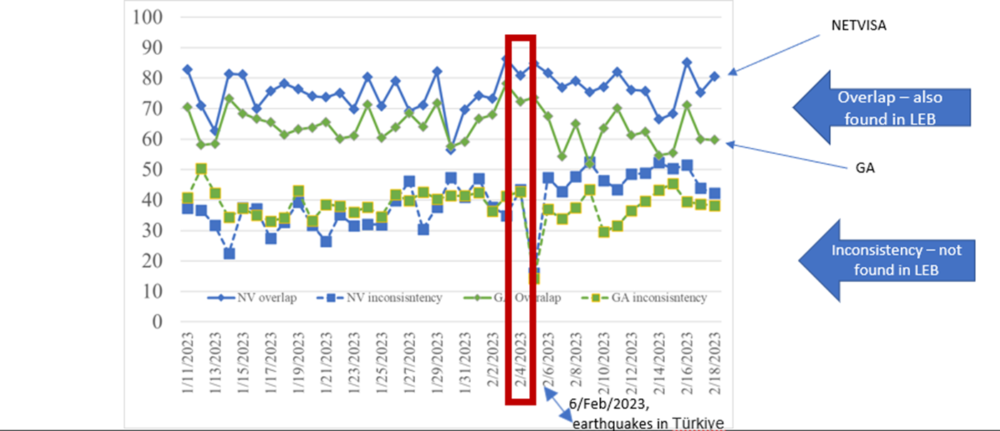 100
90
80
70
60
50
40
30
20
10
0
NV overlap
NV inconsisntency
GA Overalap
GA inconsisntency
1/11/2023
1/13/2023
1/15/2023
1/17/2023
1/19/2023
1/21/2023
1/23/2023
1/25/2023
1/27/2023
1/29/2023
1/31/2023
2/2/2023
2/4/2023
2/6/2023
2/8/2023
2/10/2023
2/12/2023
2/14/2023
2/16/2023
2/18/2023
NETVISA
Overlap – also
found in LEB
GA
Inconsistency – not
found in LEB
6/Feb/2023,
earthquakes in Türkiye